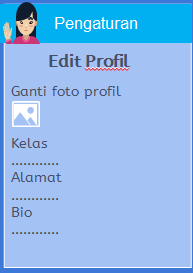 Pengaturan
Edit Profil
Ganti foto profil
Kelas
............
Alamat
............
Bio
............